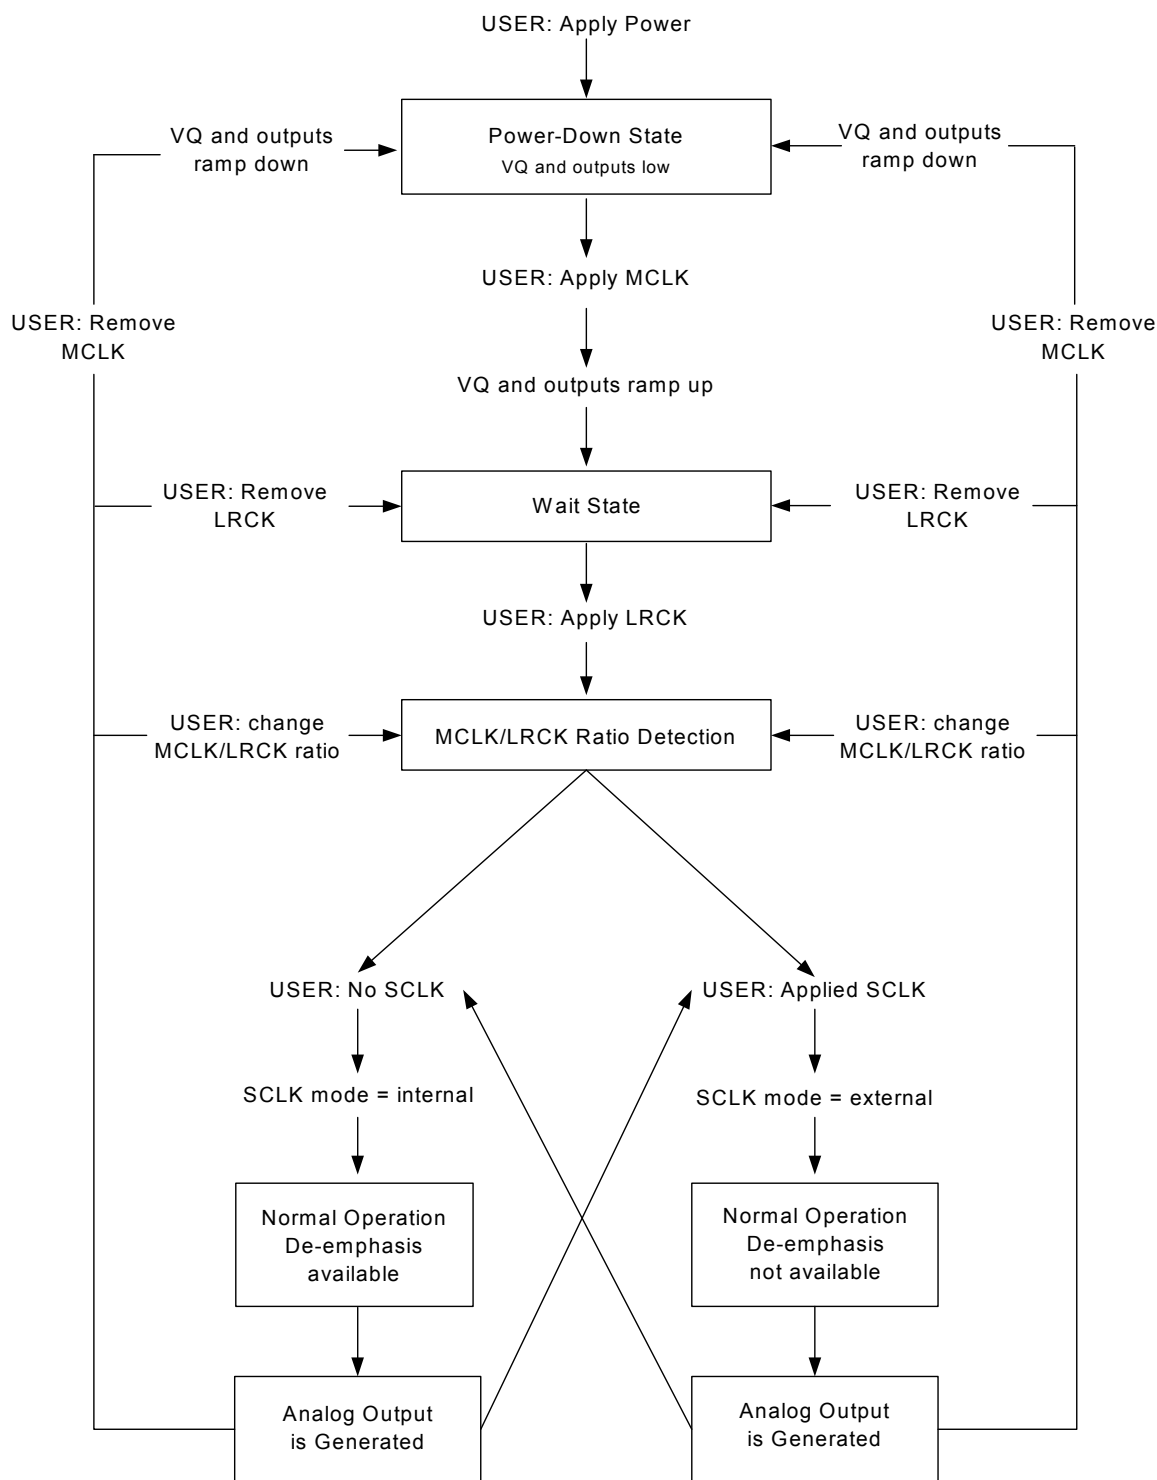 USER: Apply Power
VQ and outputs
ramp down
Power-Down State
VQ and outputs low
VQ and outputs
ramp down
USER: Apply MCLK
USER: Remove
MCLK
USER: Remove
MCLK
VQ and outputs ramp up
USER: Remove
LRCK
Wait State
USER: Remove
LRCK
USER: Apply LRCK
USER: change
MCLK/LRCK ratio
MCLK/LRCK Ratio Detection
USER: change
MCLK/LRCK ratio
USER: No SCLK
USER: Applied SCLK
SCLK mode = internal
SCLK mode = external
Normal Operation
De-emphasis
available
Normal Operation
De-emphasis
not available
Analog Output
is Generated
Analog Output
is Generated